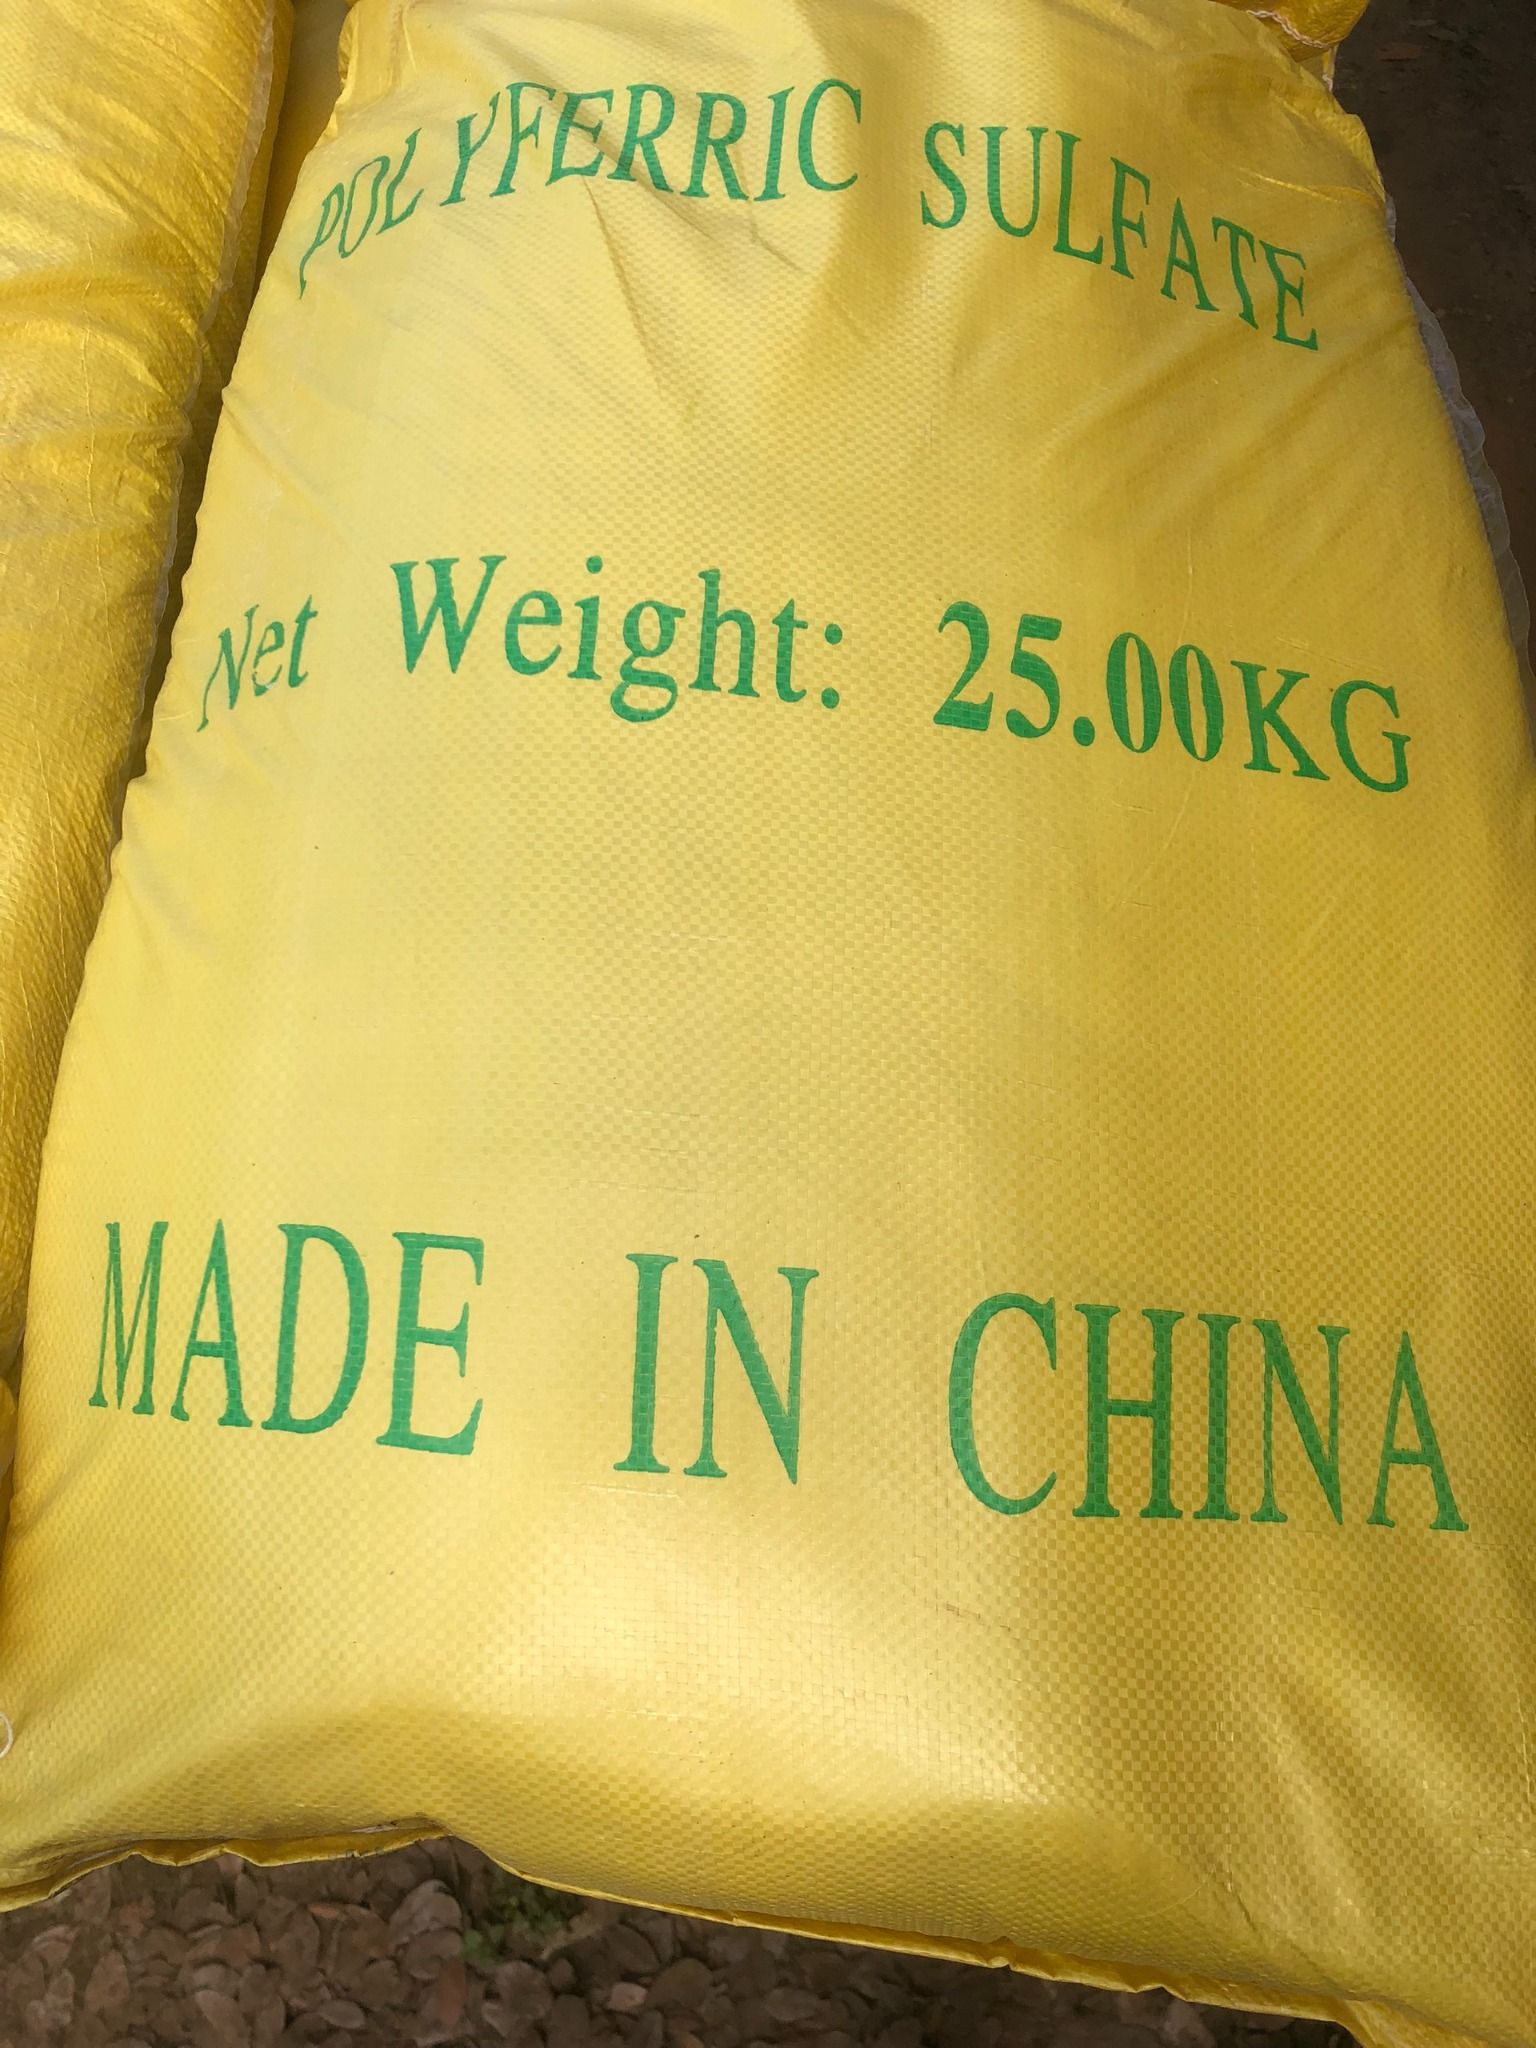 POLYFERRIC SULFATE
Net Weight: 25.00KG
MADE IN CHINA